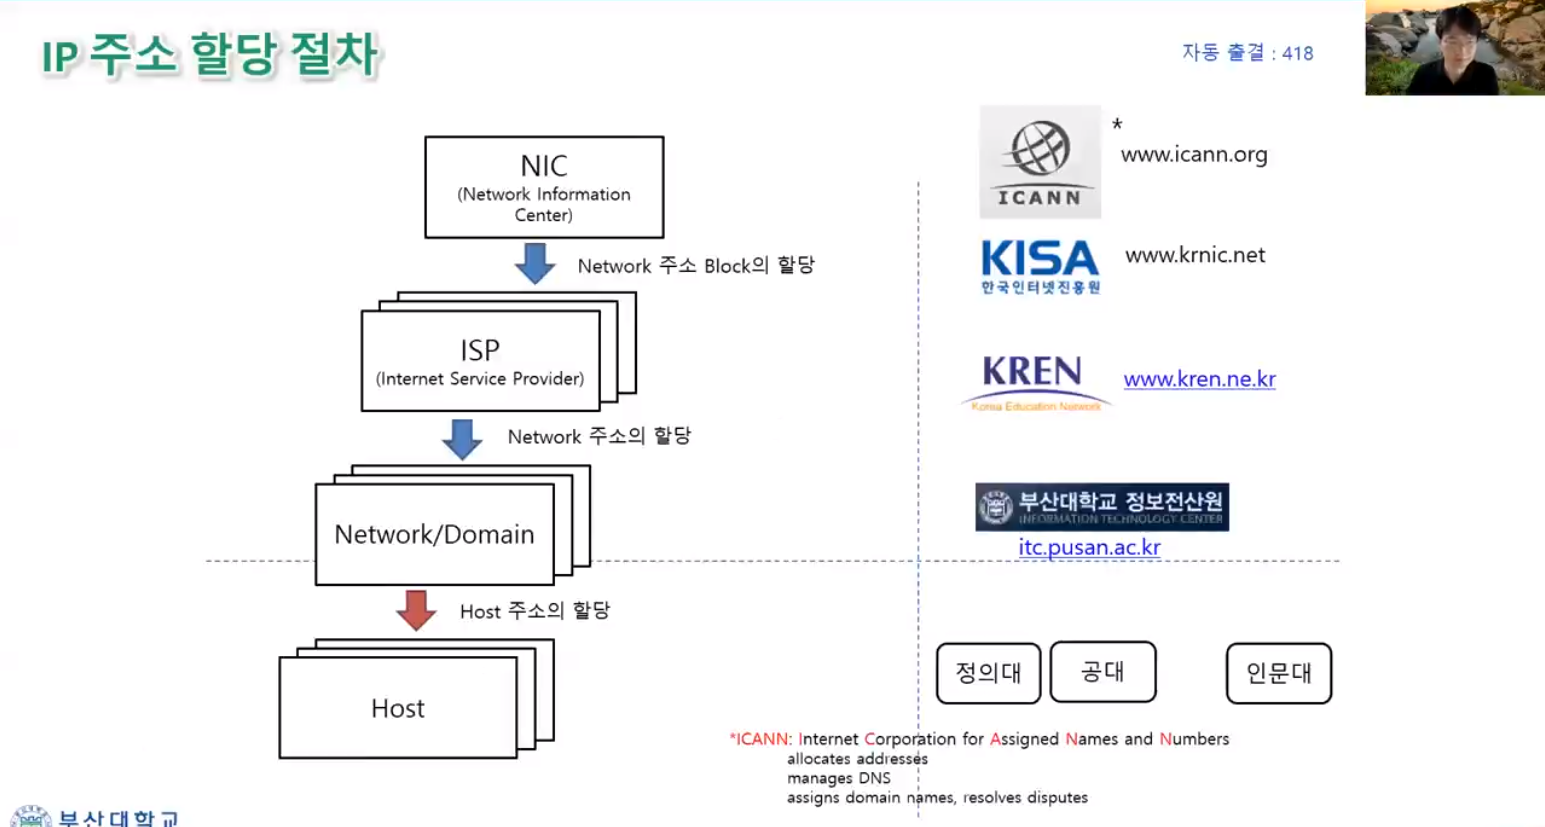 IP 주소 할당 절차
자동 출결 : 418
NIC
(Network Information
Center)
Network 주소 Block의 할당
ISP
(Internet Service Provider)
Network 주소의 할당
Network/Domain
Host 주소의 할당
Host
ICANN
*
www.icann.org
KISA
한국인터넷진흥원
www.krnic.net
KREN
Korea Education Network
www.kren.ne.kr
부산대학교 정보전산원
INFORMATION TECHNOLOGY CENTER
itc.pusan.ac.kr
정의대
공대
인문대
*ICANN: Internet Corporation for Assigned Names and Numbers
allocates addresses
manages DNS
assigns domain names, resolves disputes
부산대학교